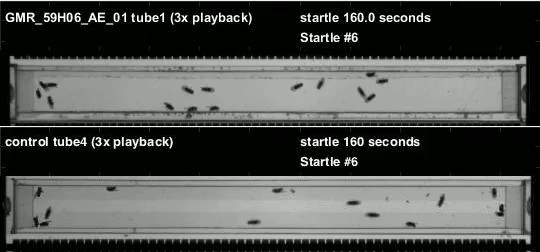 GMR_59H06_AE_01 tube1 (3x playback)
startle 160.0 seconds
Startle #6
control tube4 (3x playback)
startle 160 seconds
Startle #6